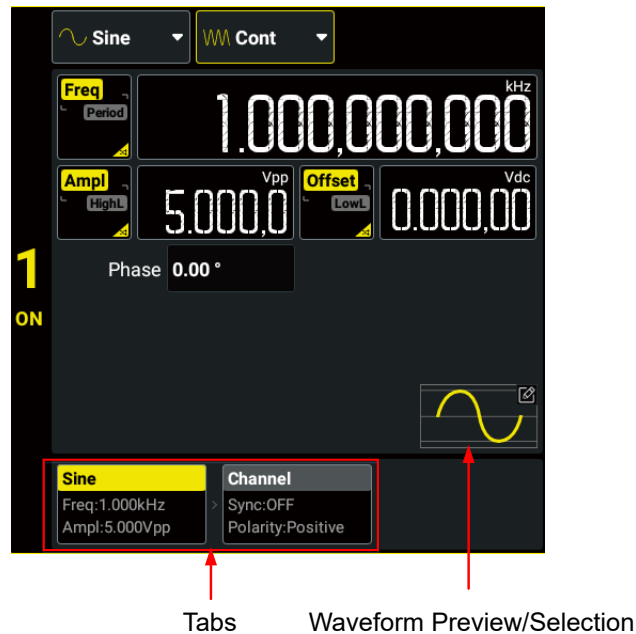 Sine
Cont
Freq
Period
kHz
1.000,000,000
Ampl
HighL
Vpp
5.000,0
Offset
LowL
Vdc
0.000,00
1
ON
Phase 0.00 °
Sine
Freq:1.000kHz
Ampl:5.000Vpp
Channel
Sync:OFF
Polarity:Positive
Tabs
Waveform Preview/Selection